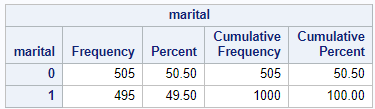 marital
marital Frequency Percent Cumulative Frequency Cumulative Percent
0 505 50.50 505 50.50
1 495 49.50 1000 100.00